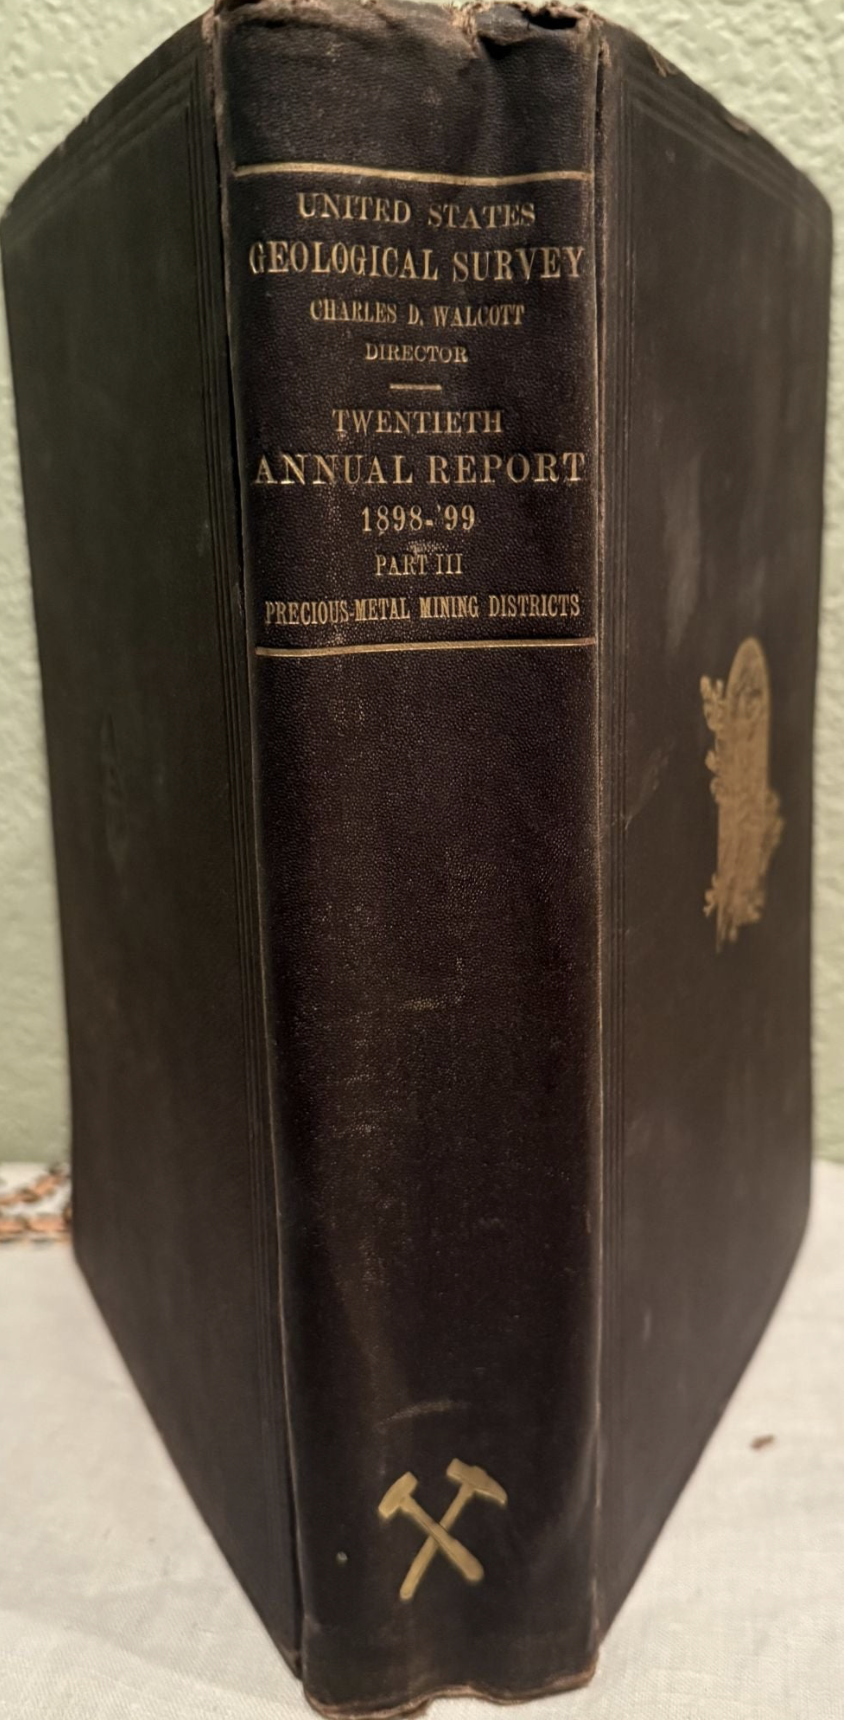 UNITED STATES
GEOLOGICAL SURVEY
CHARLES D. WALCOTT
DIRECTOR
TWENTIETH
ANNUAL REPORT
1898-'99
PART III
PRECIOUS-METAL MINING DISTRICTS